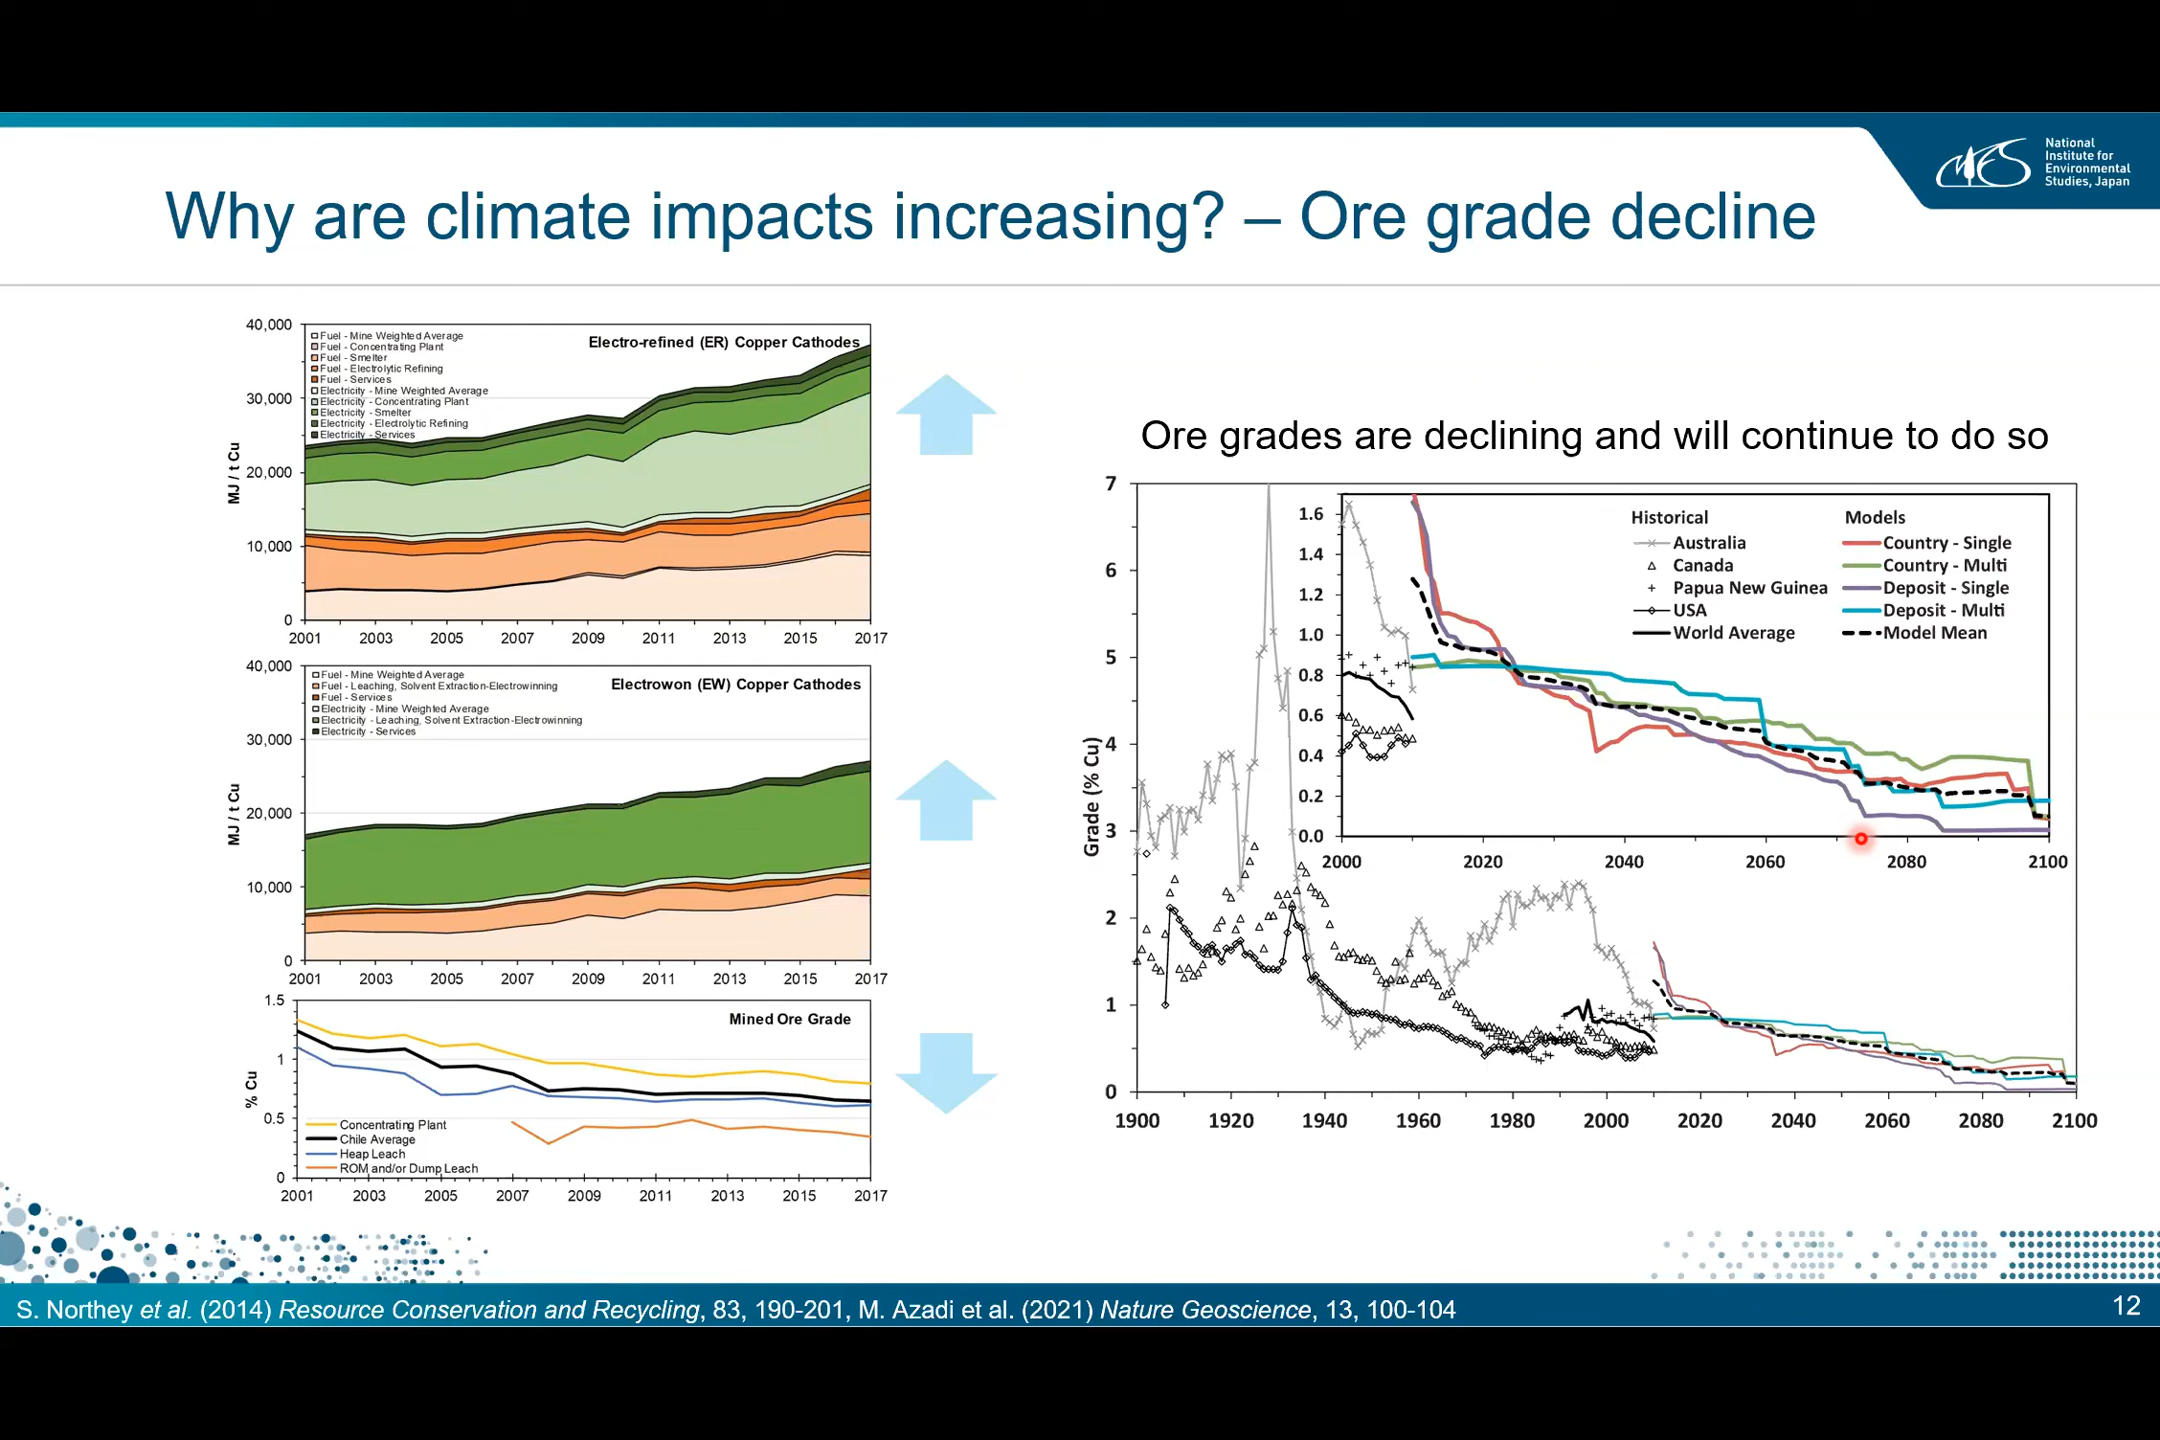 National
Institute for
Environmental
Studies, Japan
Why are climate impacts increasing? – Ore grade decline
40,000
30,000
20,000
10,000
0
MJ / t Cu
Fuel - Mine Weighted Average
Fuel - Concentrating Plant
Fuel - Smelter
Fuel - Electrolytic Refining
Fuel - Services
Electricity - Mine Weighted Average
Electricity - Concentrating Plant
Electricity - Smelter
Electricity - Electrolytic Refining
Electricity - Services
Electro-refined (ER) Copper Cathodes
2001 2003 2005 2007 2009 2011 2013 2015 2017
40,000
30,000
20,000
10,000
0
MJ / t Cu
Fuel - Mine Weighted Average
Fuel - Leaching, Solvent Extraction-Electrowinning
Fuel - Services
Electricity - Mine Weighted Average
Electricity - Leaching, Solvent Extraction-Electrowinning
Electricity - Services
Electrowon (EW) Copper Cathodes
2001 2003 2005 2007 2009 2011 2013 2015 2017
1.5
1
0.5
0
% Cu
Mined Ore Grade
Concentrating Plant
Chile Average
Heap Leach
ROM and/or Dump Leach
2001 2003 2005 2007 2009 2011 2013 2015 2017
Ore grades are declining and will continue to do so
7
6
5
4
3
2
1
0
Grade (% Cu)
1.6
1.4
1.2
1.0
0.8
0.6
0.4
0.2
0.0
Historical
Australia
Canada
Papua New Guinea
USA
World Average
Models
Country - Single
Country - Multi
Deposit - Single
Deposit - Multi
Model Mean
2000 2020 2040 2060 2080 2100
1900 1920 1940 1960 1980 2000 2020 2040 2060 2080 2100
S. Northey et al. (2014) Resource Conservation and Recycling, 83, 190-201, M. Azadi et al. (2021) Nature Geoscience, 13, 100-104
12